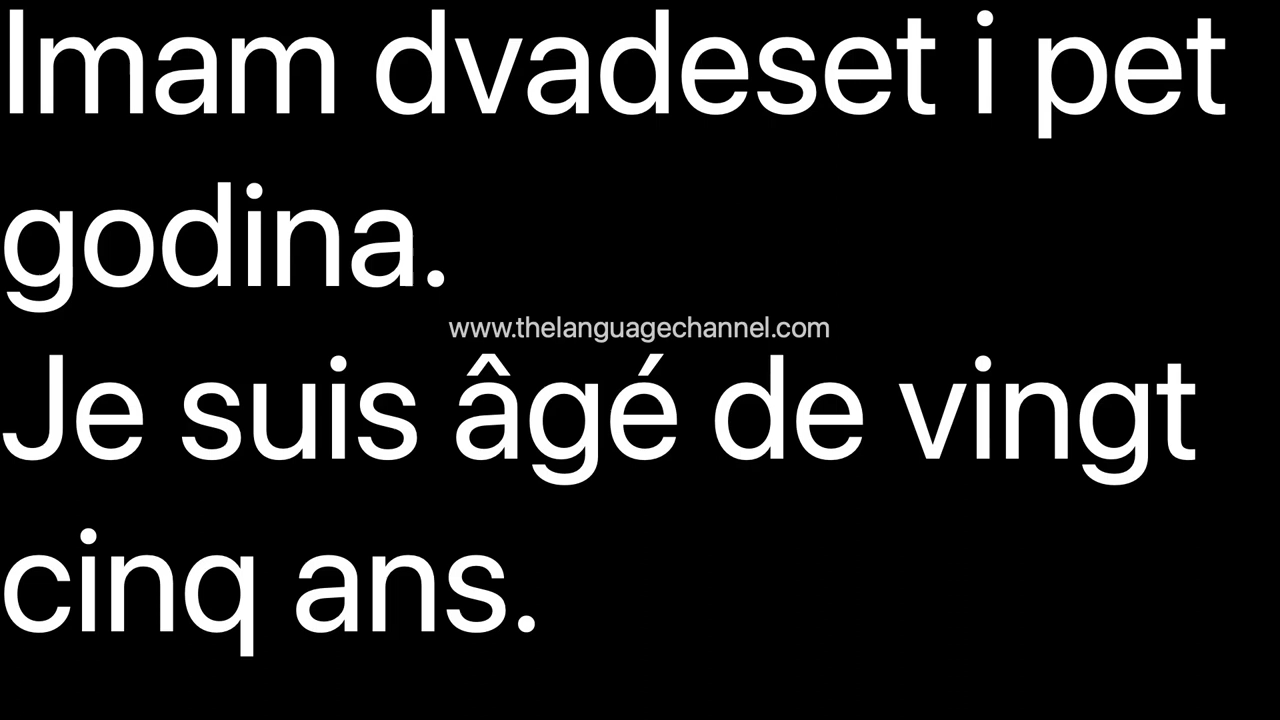 Imam dvadeset i pet
godina.
www.thelanguagechannel.com
Je suis âgé de vingt
cinq ans.